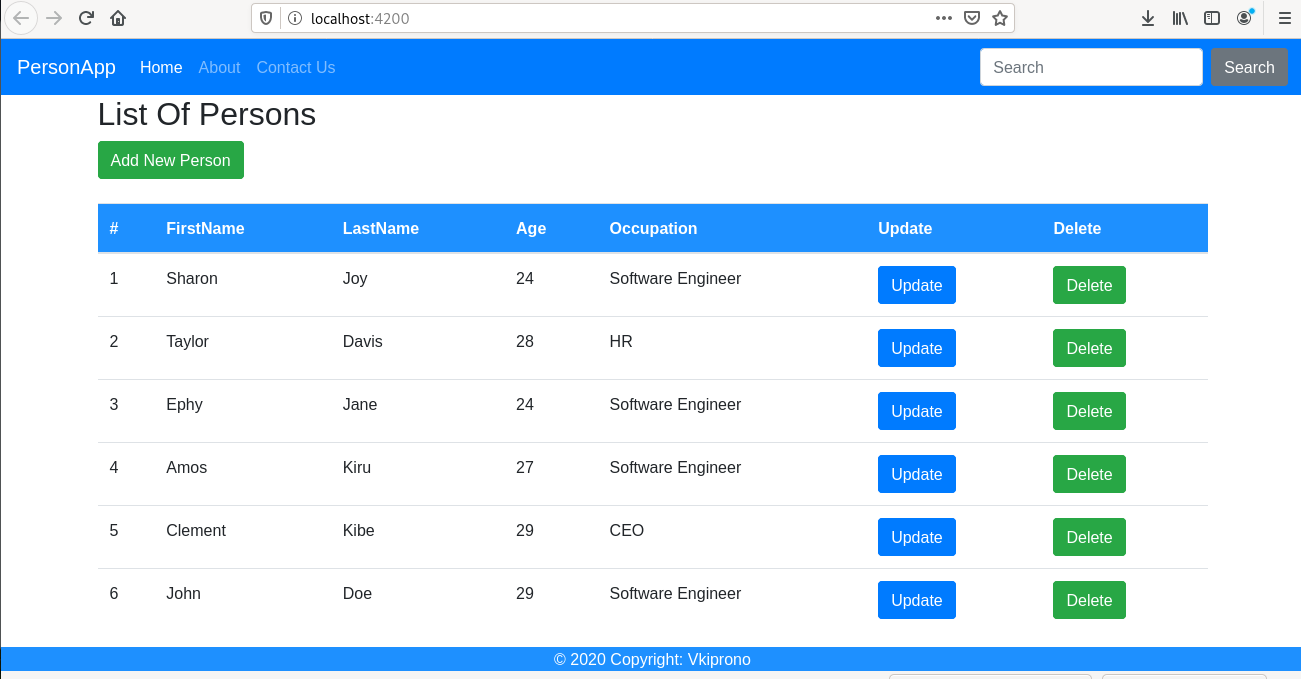 localhost:4200
PersonApp Home About Contact Us Search Search
List Of Persons
Add New Person
# FirstName LastName Age Occupation Update Delete
1 Sharon Joy 24 Software Engineer Update Delete
2 Taylor Davis 28 HR Update Delete
3 Ephy Jane 24 Software Engineer Update Delete
4 Amos Kiru 27 Software Engineer Update Delete
5 Clement Kibe 29 CEO Update Delete
6 John Doe 29 Software Engineer Update Delete
© 2020 Copyright: Vkiprono